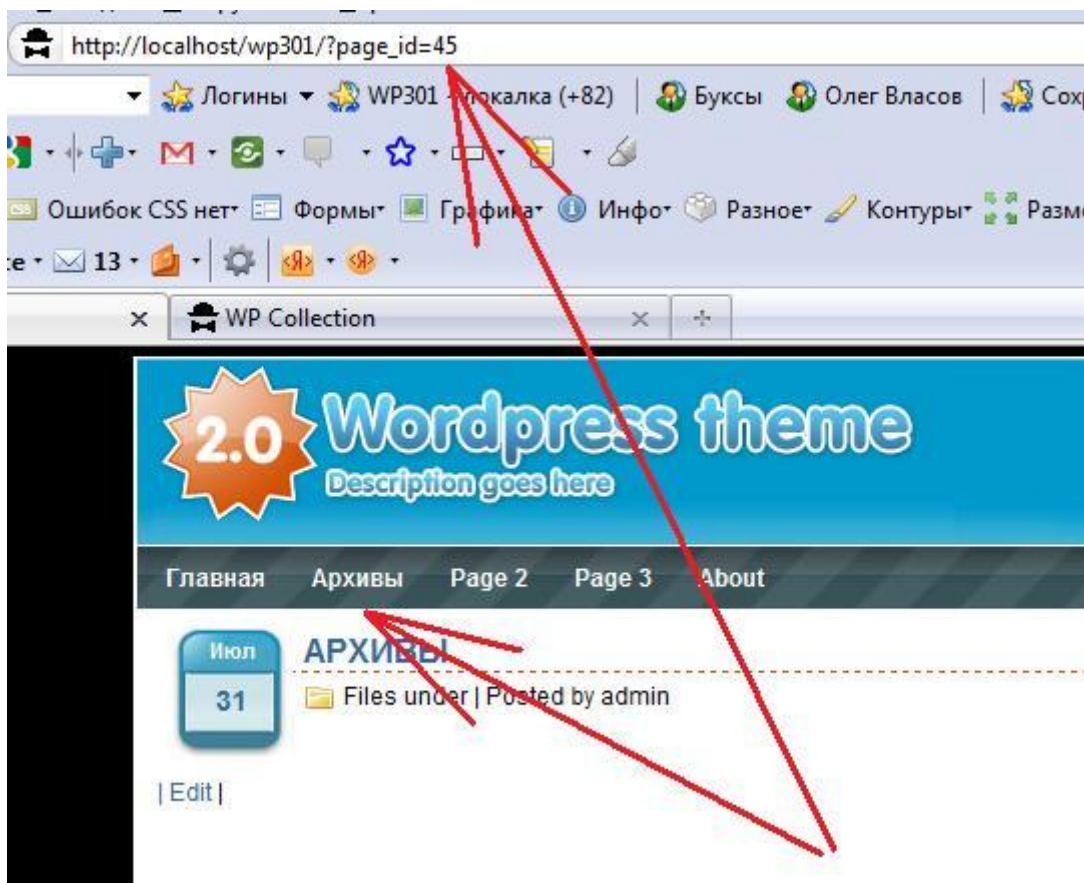 http://localhost/wp301/?page_id=45
Логины WP301 локалка (+82) Буксы Олег Власов
Ошибок CSS нет Формы Графика Инфо Разное Контуры
13 <Я> <Я>
WP Collection
2.0 Wordpress theme
Description goes here
Главная Архивы Page 2 Page 3 About
Июл АРХИВЫ
31 Files under | Posted by admin
| Edit |